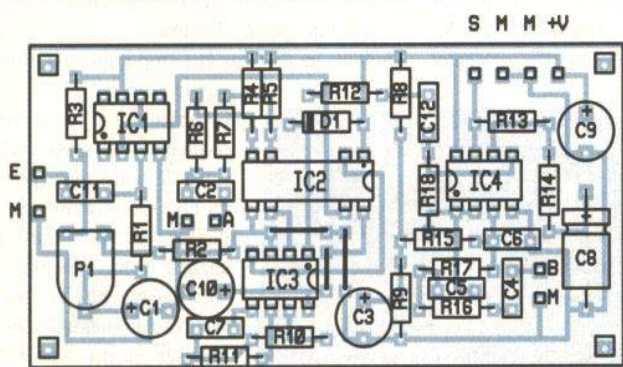 S M M +V
R3
IC1
R6
R7
R4
R5
R12
D1
R8
C12
R13
+
C9
E
C11
C2
IC2
R18
IC4
R14
M
R1
M
A
R15
C6
+
P1
R2
R17
B
C8
C10+
IC3
C5
C4
+C1
+
C3
R9
R16
M
C7
R10
R11